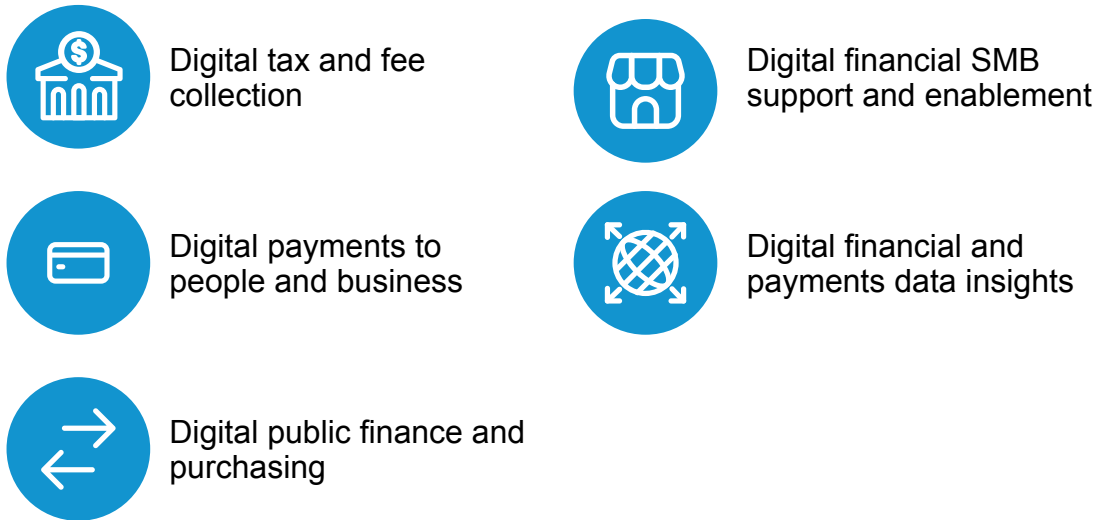 Digital tax and fee
collection
Digital payments to
people and business
Digital public finance and
purchasing
Digital financial SMB
support and enablement
Digital financial and
payments data insights